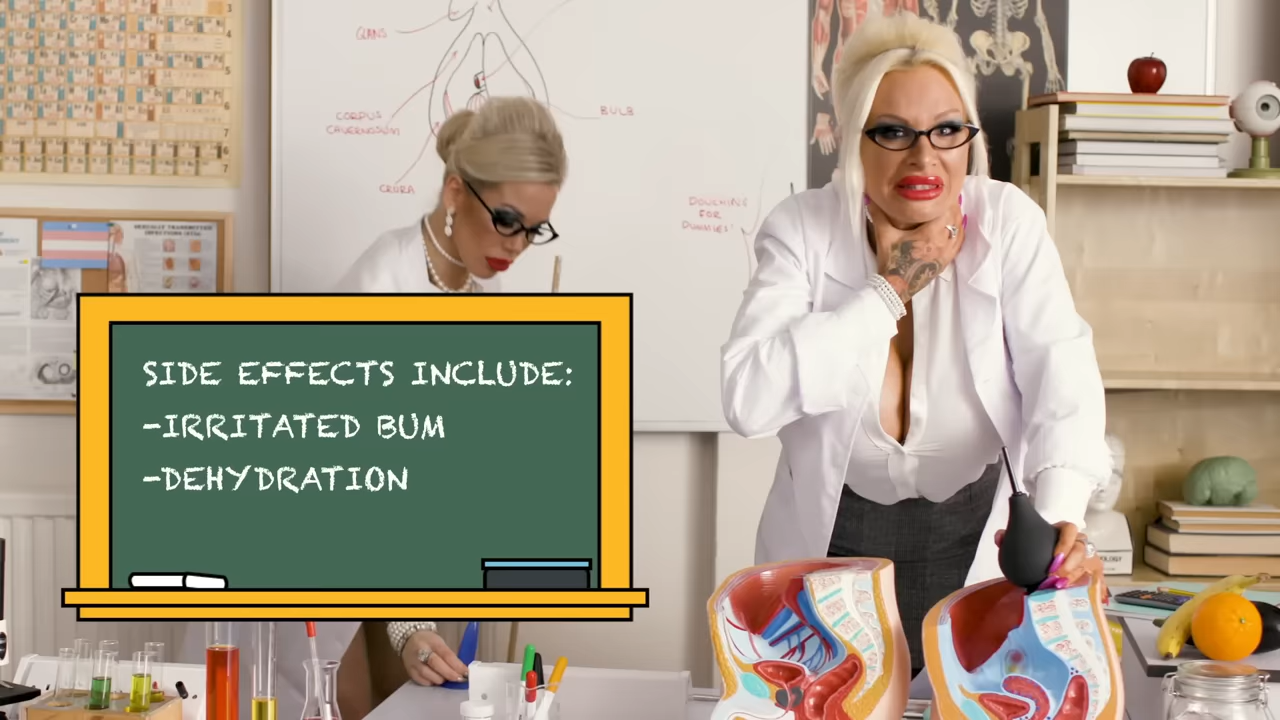 GLANS
CORPUS
CAVERNOSUM
BULB
CRURA
DOUCHING
FOR
DUMMIES'
SIDE EFFECTS INCLUDE:
-IRRITATED BUM
-DEHYDRATION